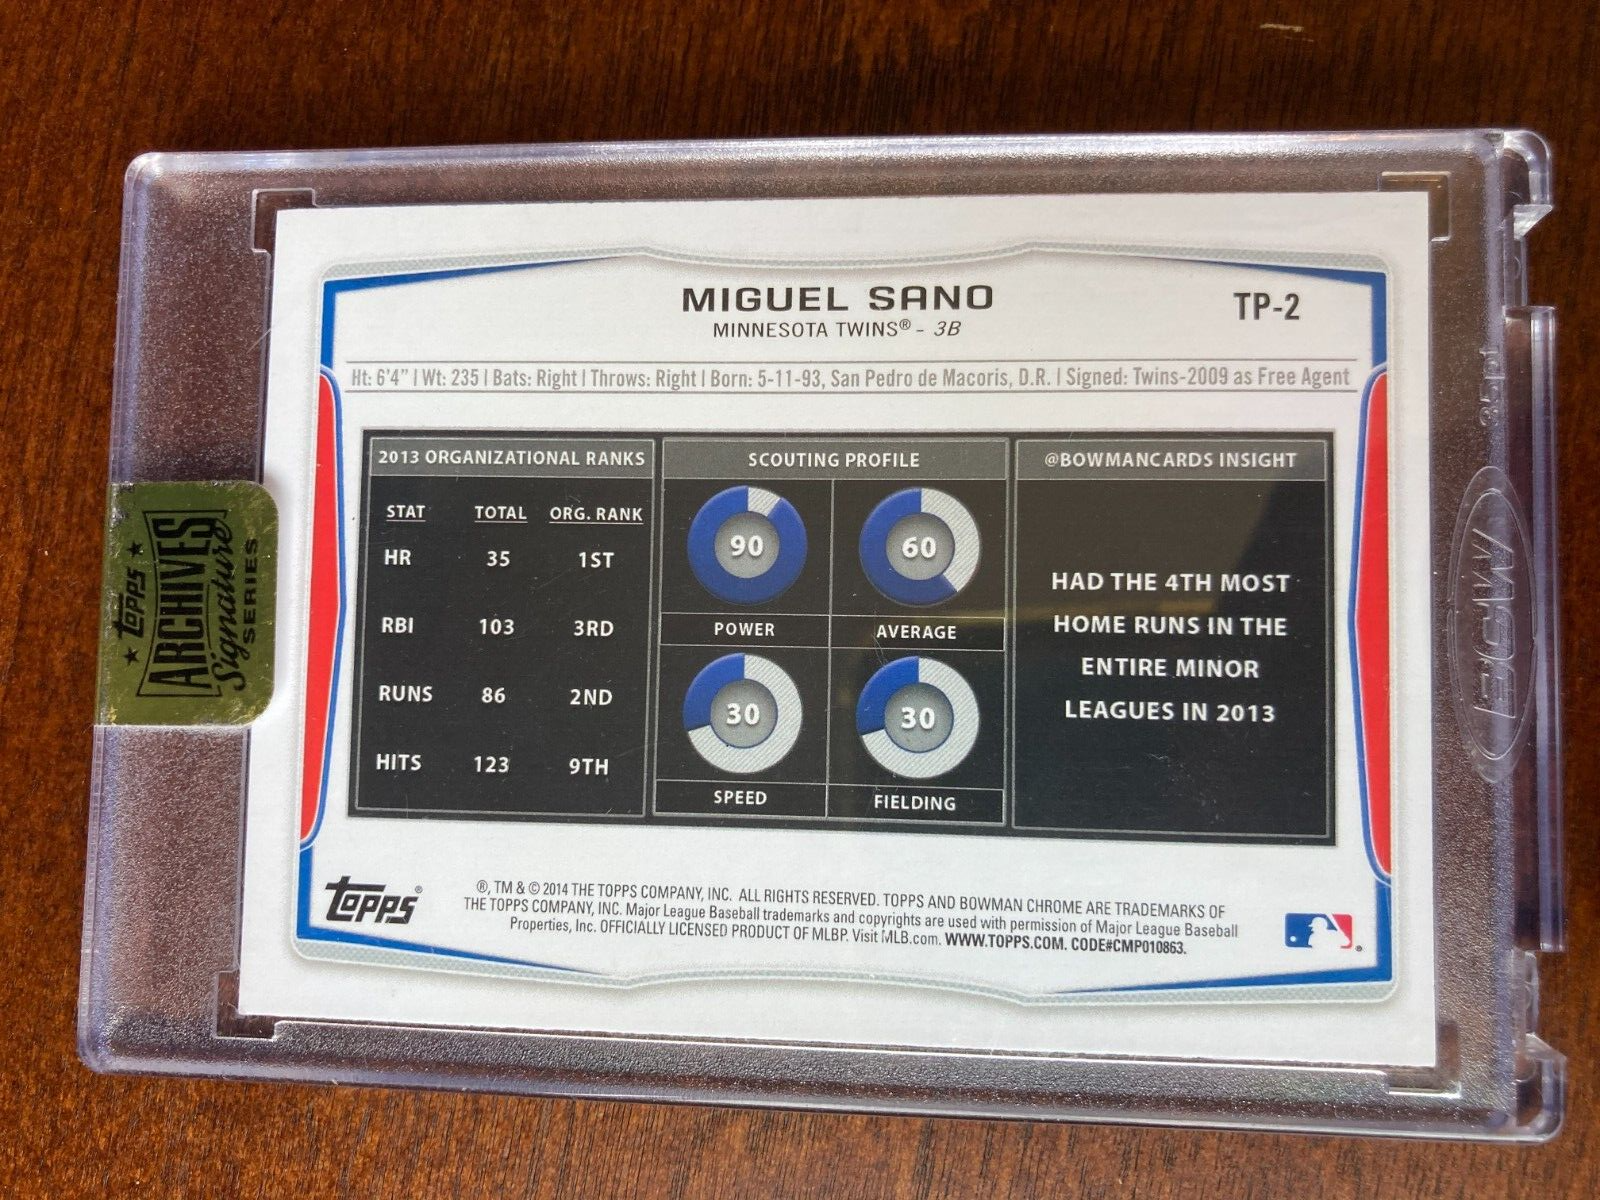 MIGUEL SANO
TP-2
MINNESOTA TWINS® - 3B
Ht: 6'4" | Wt: 235 | Bats: Right | Throws: Right | Born: 5-11-93, San Pedro de Macoris, D.R. | Signed: Twins-2009 as Free Agent
2013 ORGANIZATIONAL RANKS
STAT TOTAL ORG. RANK
HR 35 1ST
RBI 103 3RD
RUNS 86 2ND
HITS 123 9TH
SCOUTING PROFILE
90 60
POWER AVERAGE
30 30
SPEED FIELDING
@BOWMANCARDS INSIGHT
HAD THE 4TH MOST
HOME RUNS IN THE
ENTIRE MINOR
LEAGUES IN 2013
topps®
®, TM & © 2014 THE TOPPS COMPANY, INC. ALL RIGHTS RESERVED. TOPPS AND BOWMAN CHROME ARE TRADEMARKS OF
THE TOPPS COMPANY, INC. Major League Baseball trademarks and copyrights are used with permission of Major League Baseball
Properties, Inc. OFFICIALLY LICENSED PRODUCT OF MLBP. Visit MLB.com. WWW.TOPPS.COM. CODE#CMP010863.
®
topps
ARCHIVES
Signature
SERIES
35pt